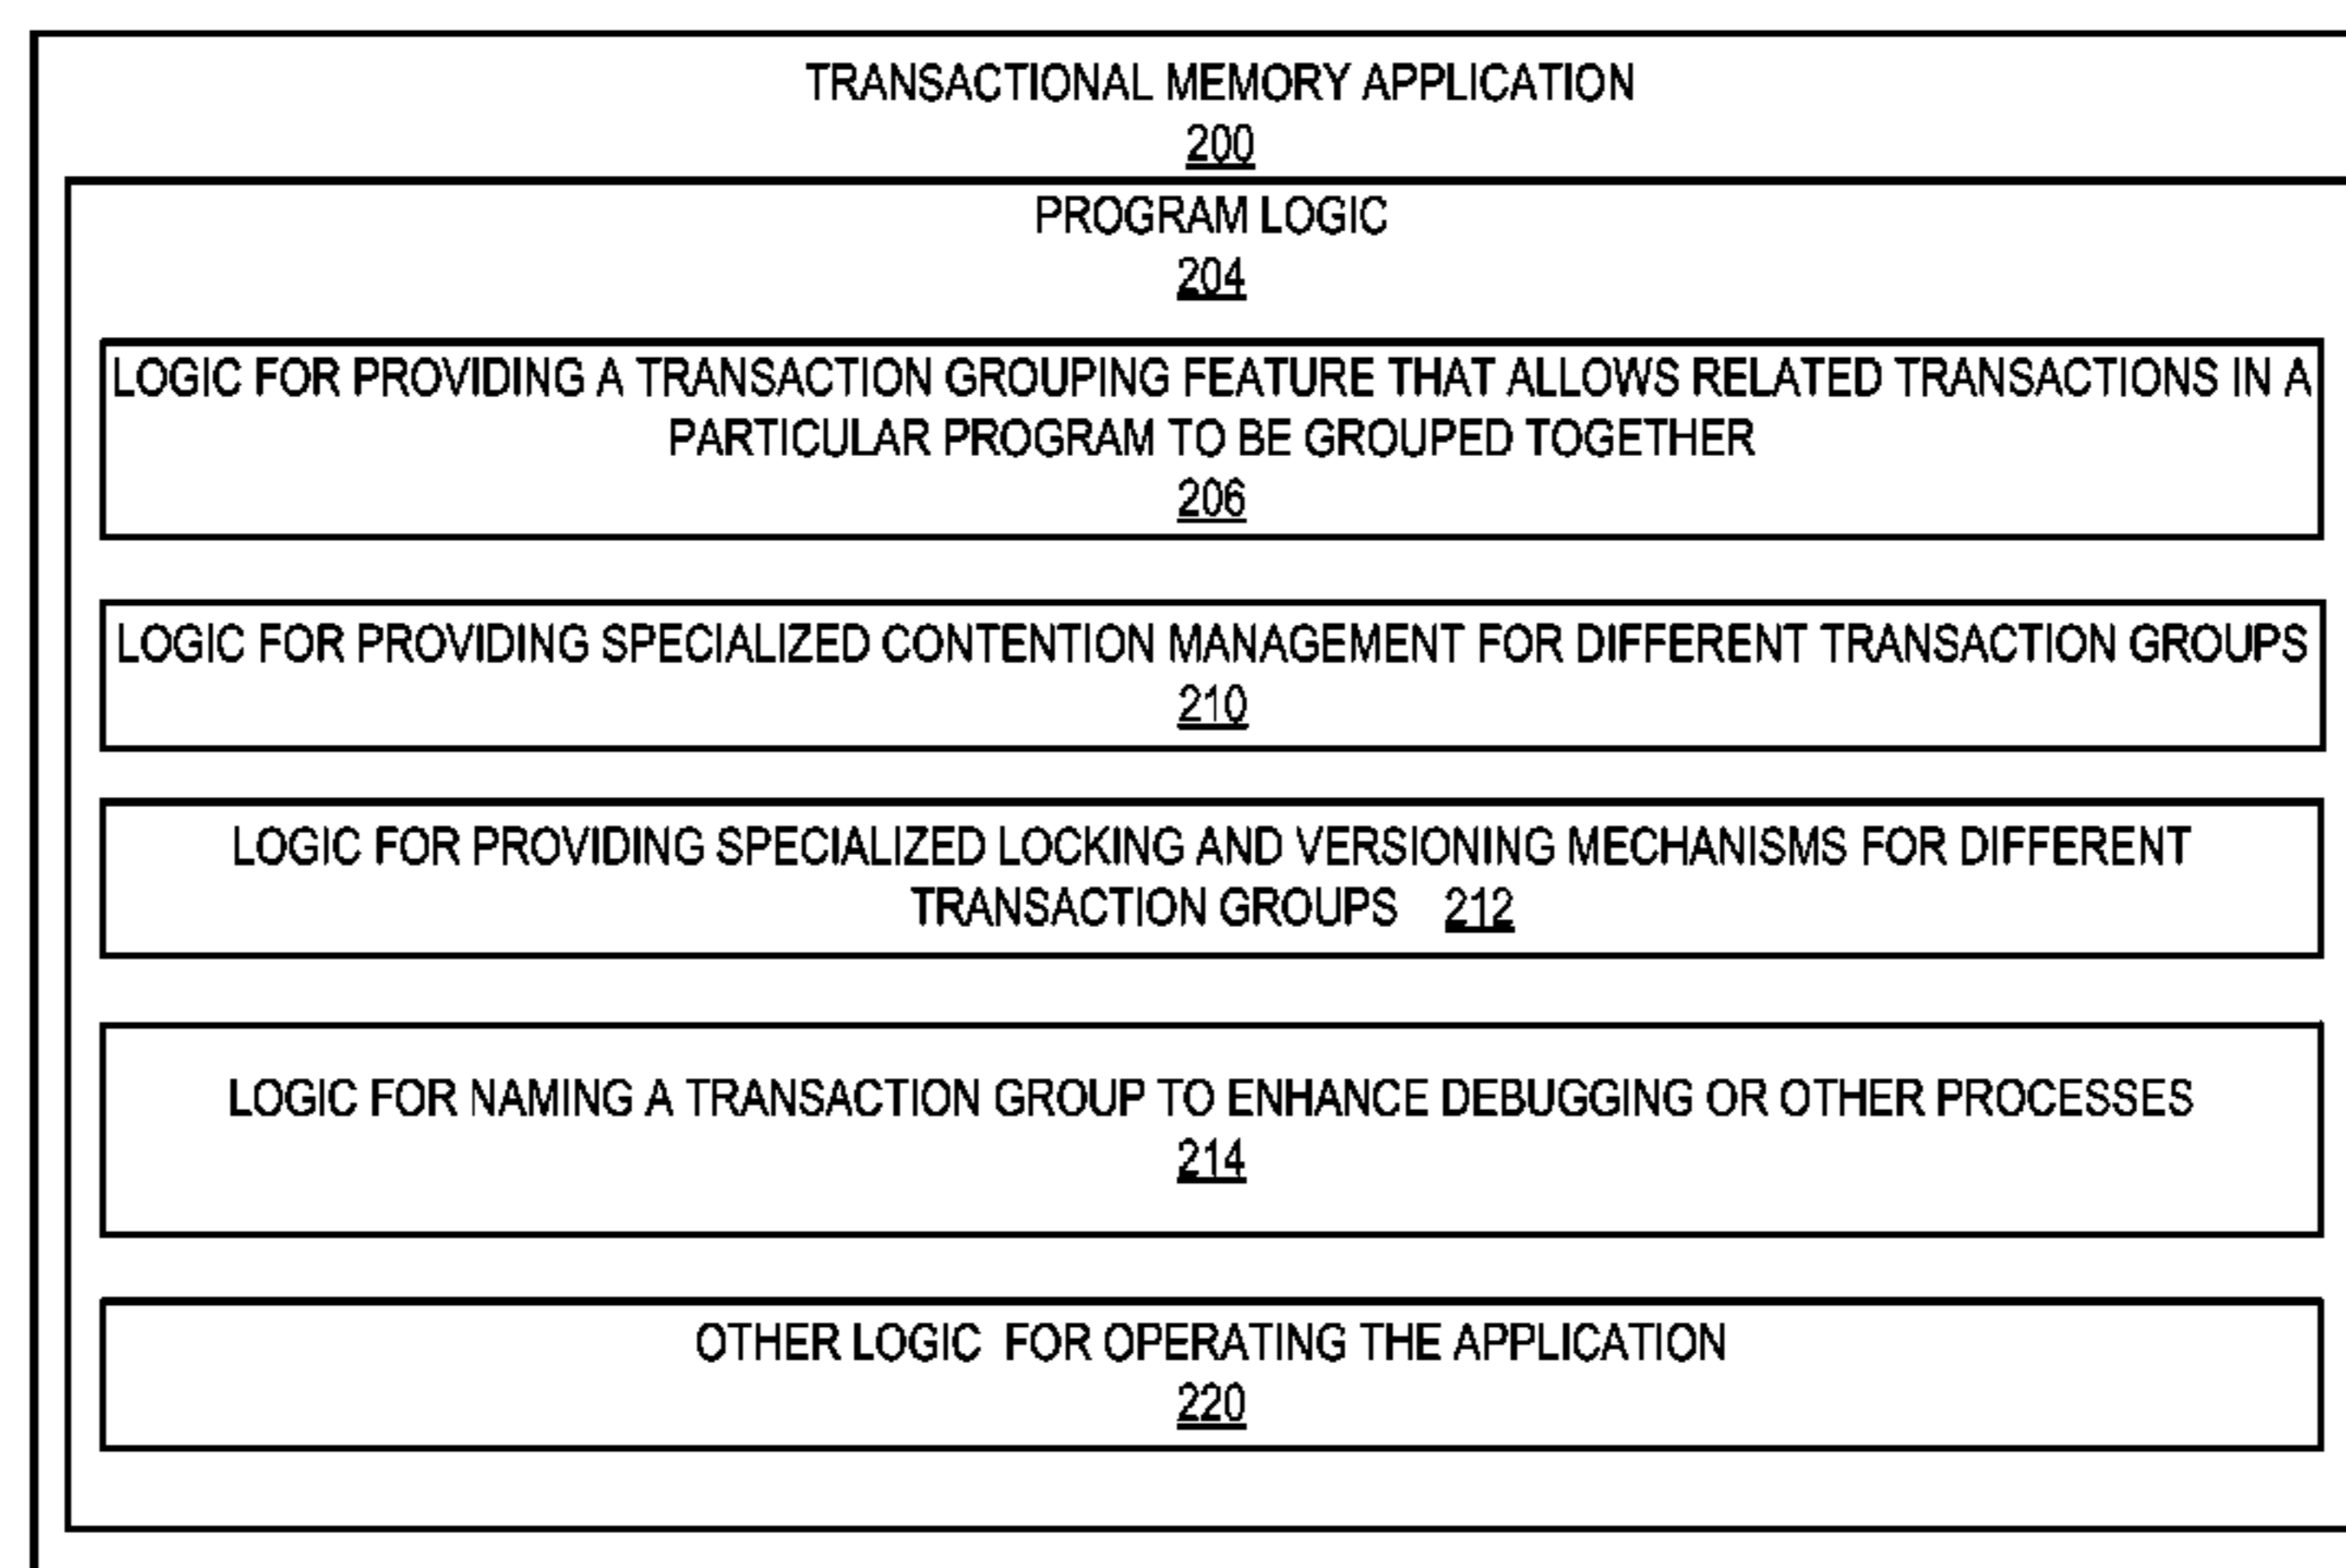 TRANSACTIONAL MEMORY APPLICATION
200
PROGRAM LOGIC
204
LOGIC FOR PROVIDING A TRANSACTION GROUPING FEATURE THAT ALLOWS RELATED TRANSACTIONS IN A
PARTICULAR PROGRAM TO BE GROUPED TOGETHER
206
LOGIC FOR PROVIDING SPECIALIZED CONTENTION MANAGEMENT FOR DIFFERENT TRANSACTION GROUPS
210
LOGIC FOR PROVIDING SPECIALIZED LOCKING AND VERSIONING MECHANISMS FOR DIFFERENT
TRANSACTION GROUPS 212
LOGIC FOR NAMING A TRANSACTION GROUP TO ENHANCE DEBUGGING OR OTHER PROCESSES
214
OTHER LOGIC FOR OPERATING THE APPLICATION
220